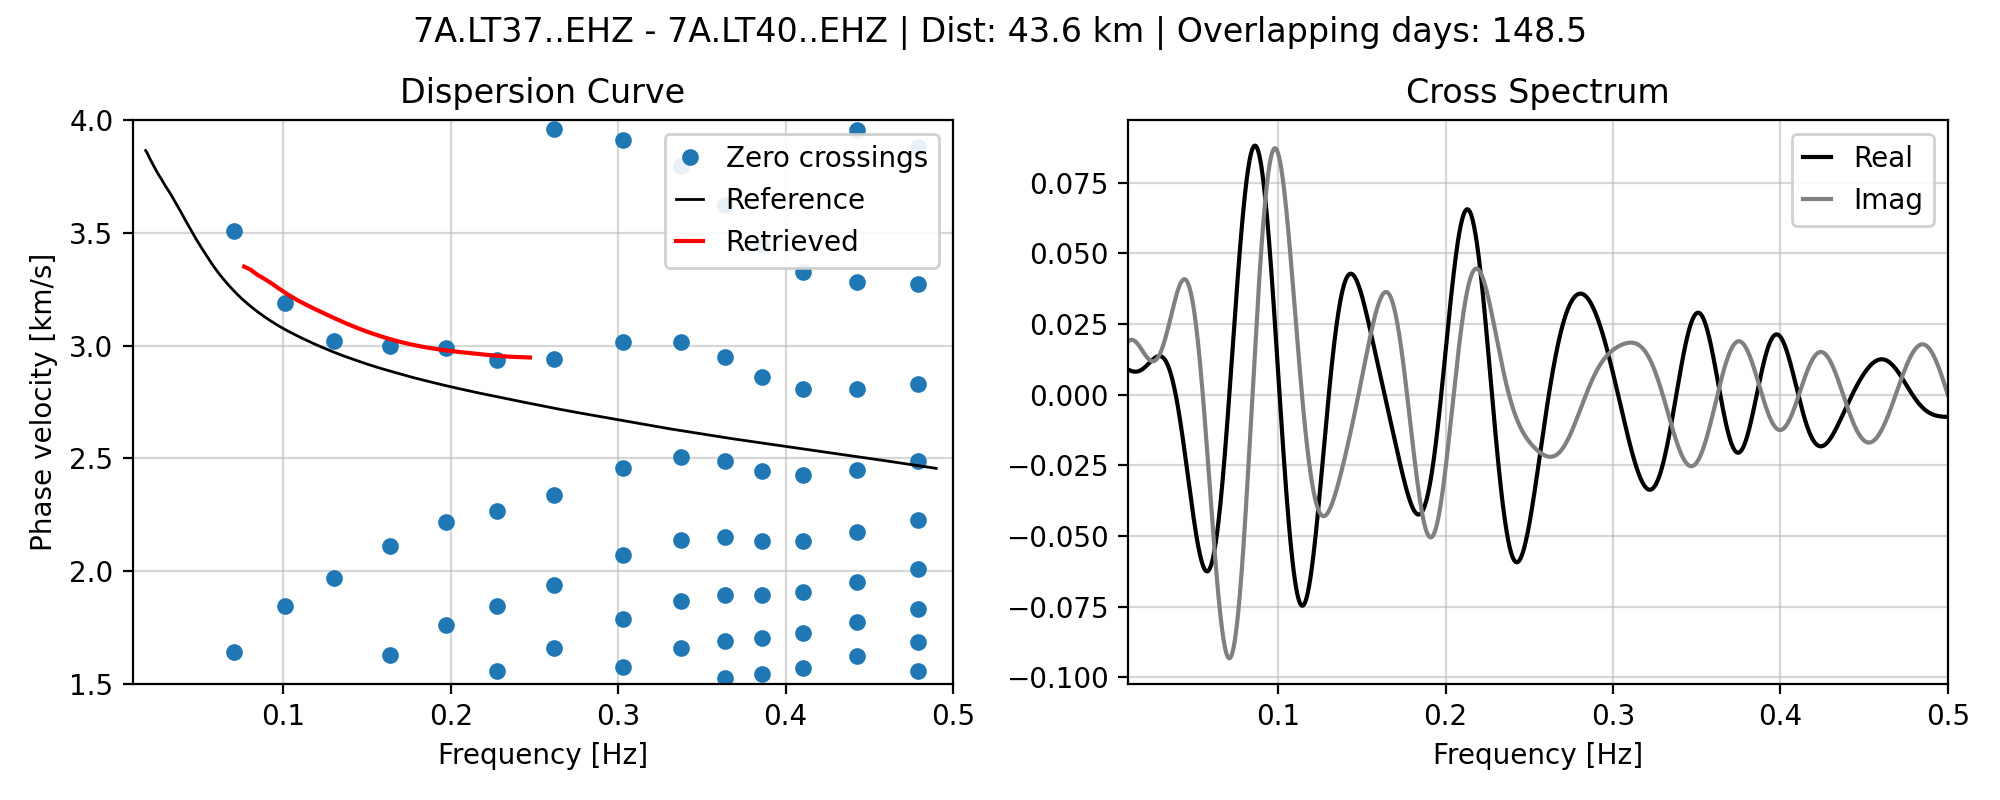 7A.LT37..EHZ - 7A.LT40..EHZ | Dist: 43.6 km | Overlapping days: 148.5
Dispersion Curve
4.0
3.5
3.0
2.5
2.0
1.5
Phase velocity [km/s]
0.1
0.2
0.3
0.4
0.5
Frequency [Hz]
Zero crossings
Reference
Retrieved
Cross Spectrum
0.075
0.050
0.025
0.000
−0.025
−0.050
−0.075
−0.100
0.1
0.2
0.3
0.4
0.5
Frequency [Hz]
Real
Imag